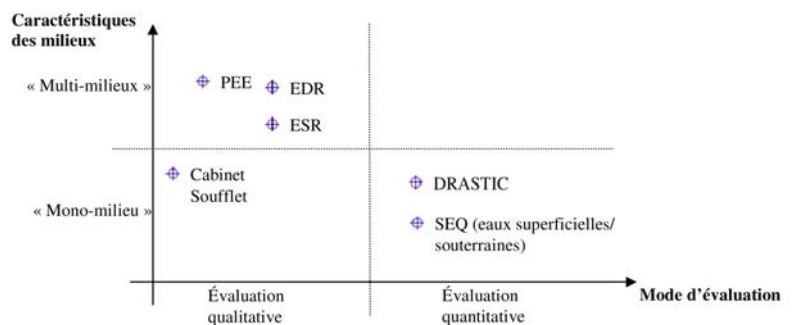 Caractéristiques
des milieux
« Multi-milieux »
PEE
EDR
ESR
Cabinet
Soufflet
DRASTIC
« Mono-milieu »
SEQ (eaux superficielles/
souterraines)
Évaluation
qualitative
Évaluation
quantitative
Mode d’évaluation